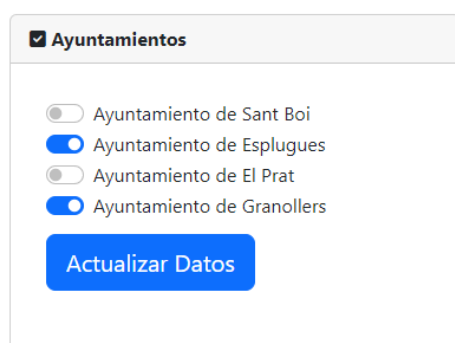 Ayuntamientos
Ayuntamiento de Sant Boi
Ayuntamiento de Esplugues
Ayuntamiento de El Prat
Ayuntamiento de Granollers
Actualizar Datos